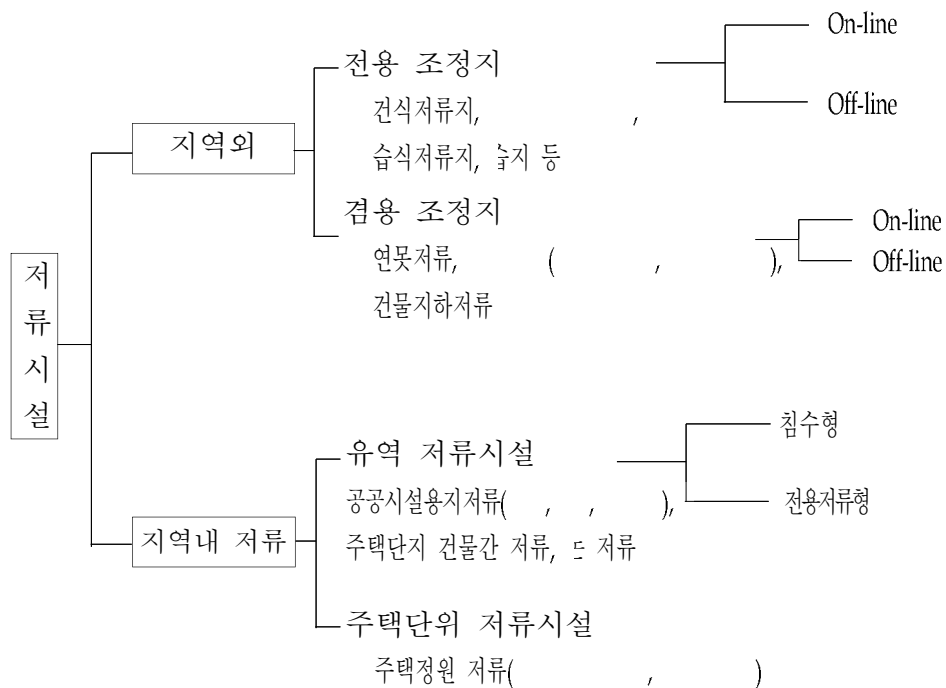 저류시설
지역외
전용 조정지
건식저류지, ,
습식저류지, 습지 등
On-line
Off-line
겸용 조정지
연못저류, ( , ),
건물지하저류
On-line
Off-line
지역내 저류
유역 저류시설
공공시설용지저류( , , ),
주택단지 건물간 저류, 저류
침수형
전용저류형
주택단위 저류시설
주택정원 저류( , )